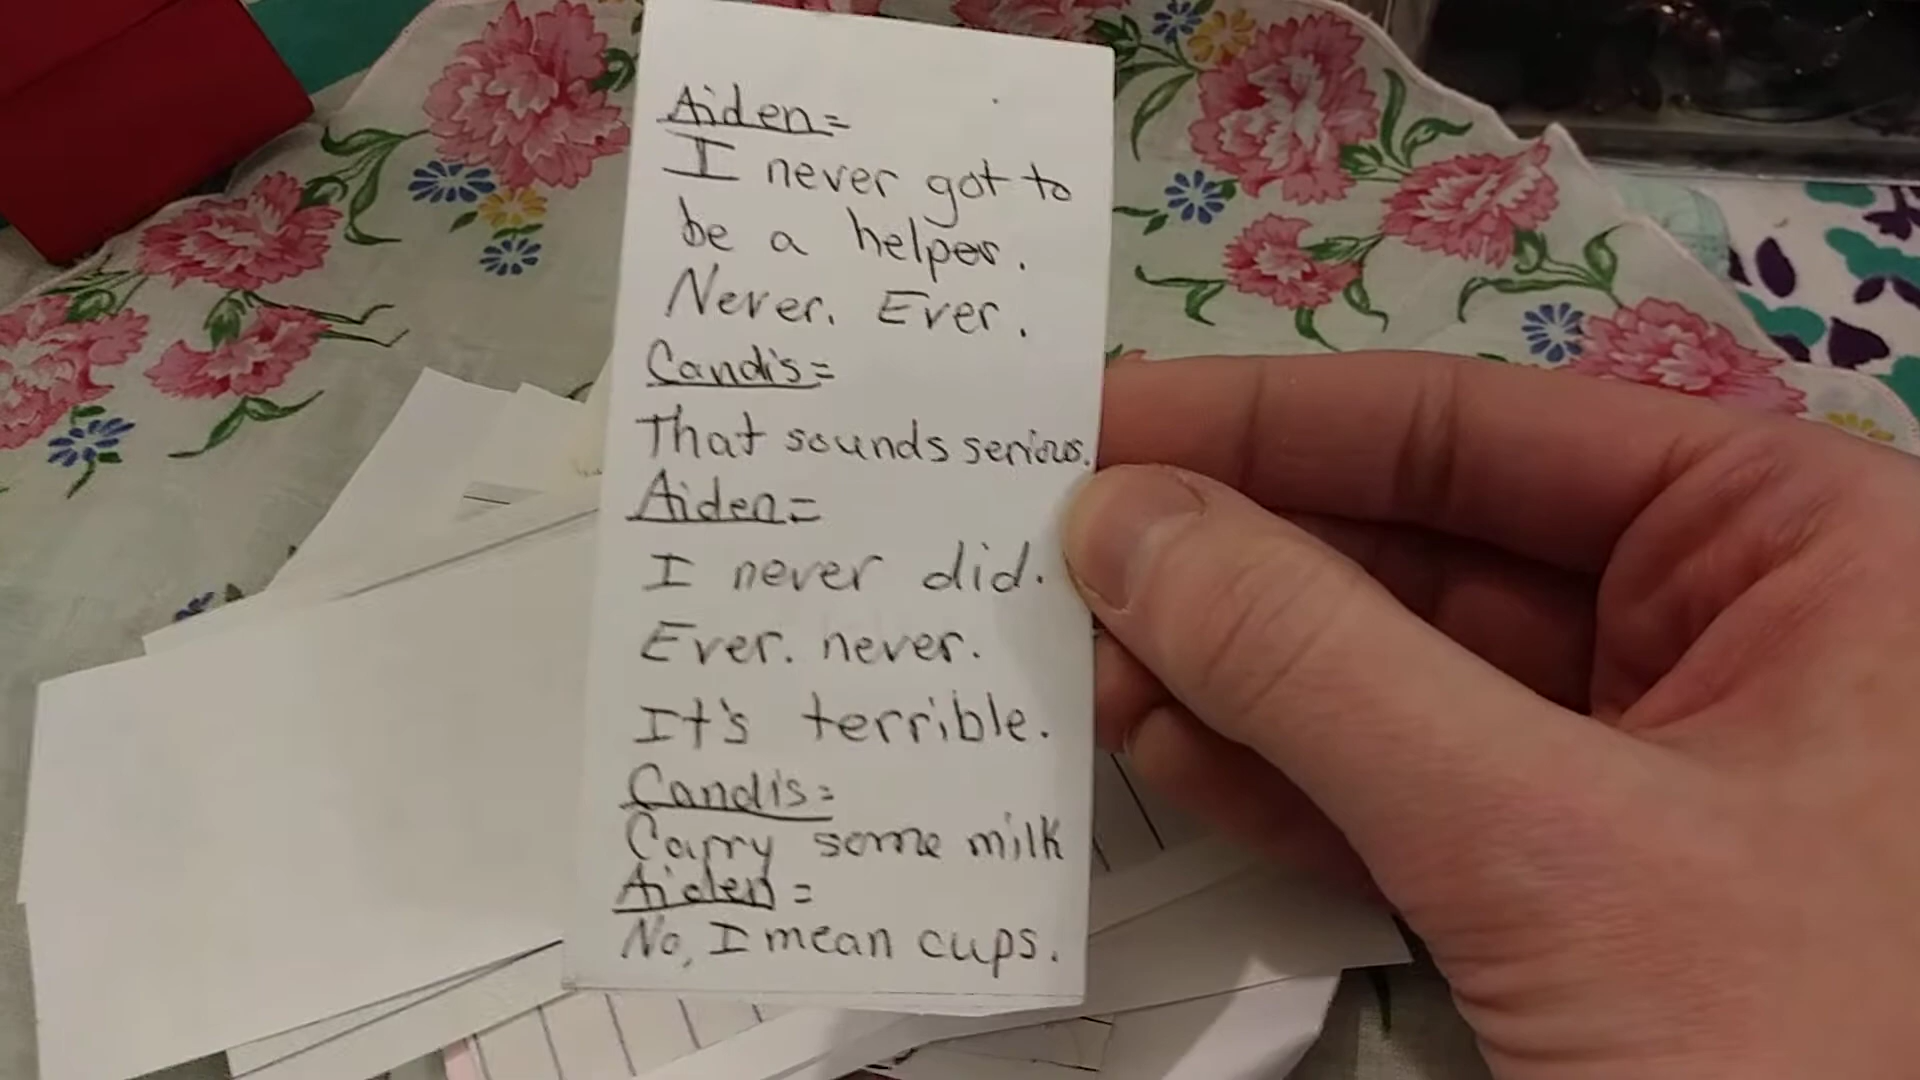 Aiden=
I never got to
be a helper.
Never. Ever.
Candis=
That sounds serious.
Aiden=
I never did.
Ever. never.
It's terrible.
Candis=
Carry some milk
Aiden=
No, I mean cups.